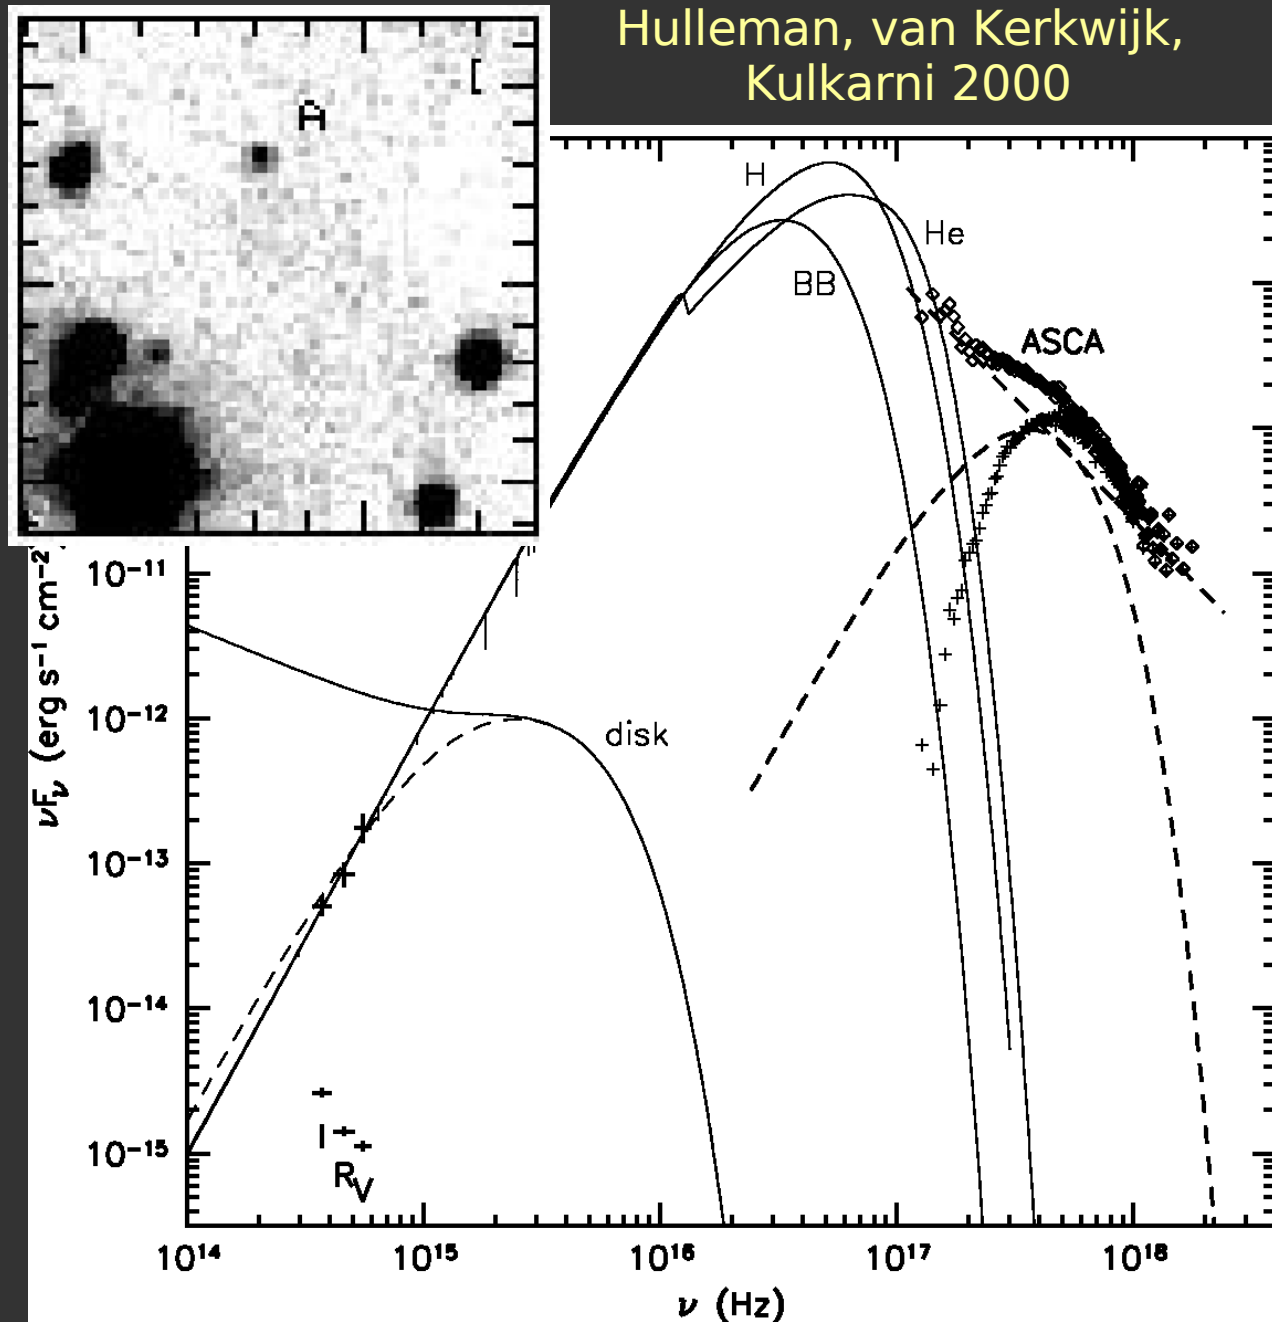 Hulleman, van Kerkwijk,
Kulkarni 2000
A
[
H
He
BB
ASCA
disk
I
R
V
νFν (erg s⁻¹ cm⁻²
10⁻¹¹
10⁻¹²
10⁻¹³
10⁻¹⁴
10⁻¹⁵
10¹⁴
10¹⁵
10¹⁶
10¹⁷
10¹⁸
ν (Hz)